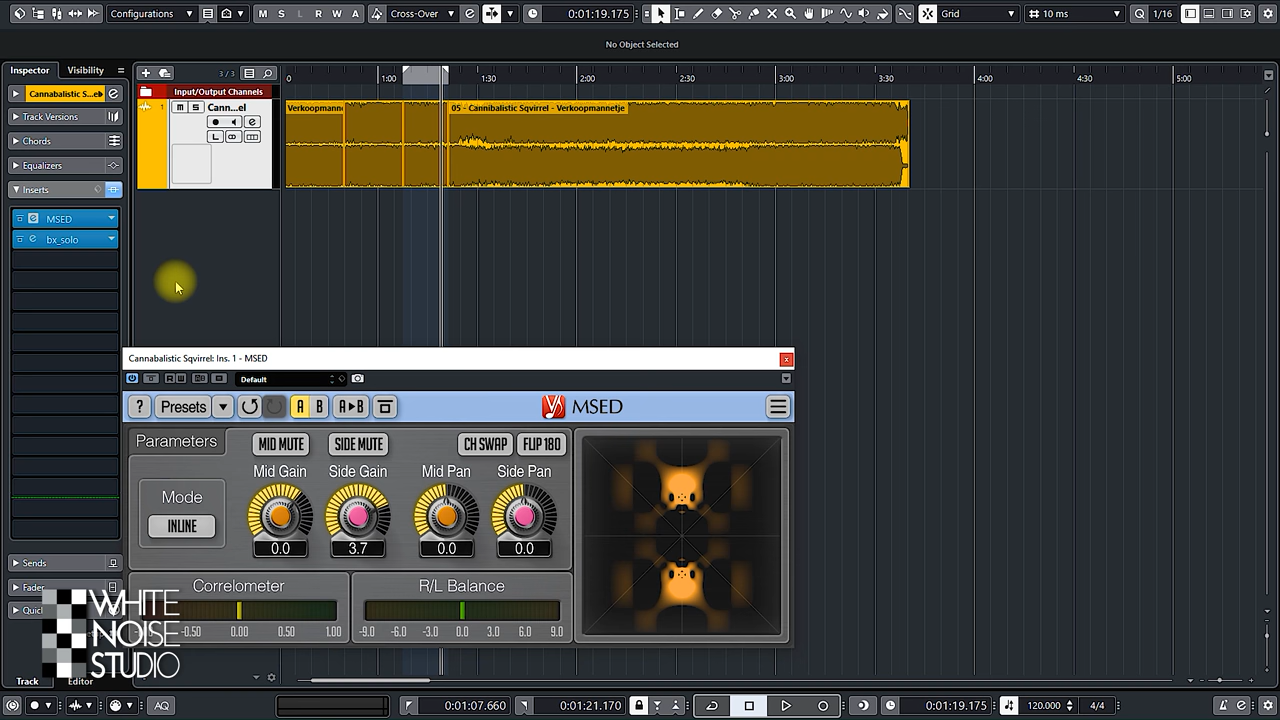 Configurations
M S L R W A
Cross-Over
0:01:19.175
Grid
10 ms
Q 1/16
No Object Selected
Inspector Visibility
3 / 3
0 1:00 1:30 2:00 2:30 3:00 3:30 4:00 4:30 5:00
Input/Output Channels
Cannabalistic S...el
Track Versions
Chords
Equalizers
Inserts
MSED
bx_solo
Sends
Fader
Quic
1
m S Cann...el
e
L
Verkoopmann
05 - Cannibalistic Sqvirrel - Verkoopmannetje
Cannabalistic Sqvirrel: Ins. 1 - MSED
R W
Default
? Presets A B A►B MSED
Parameters
MID MUTE SIDE MUTE CH SWAP FLIP 180
Mode
INLINE
Mid Gain Side Gain Mid Pan Side Pan
0.0 3.7 0.0 0.0
Correlometer
-0.50 0.00 0.50 1.00
R/L Balance
-9.0 -6.0 -3.0 0.0 3.0 6.0 9.0
WHITE
NOISE
STUDIO
Track Editor
AQ
0:01:07.660
0:01:21.170
0:01:19.175
120.000
4/4